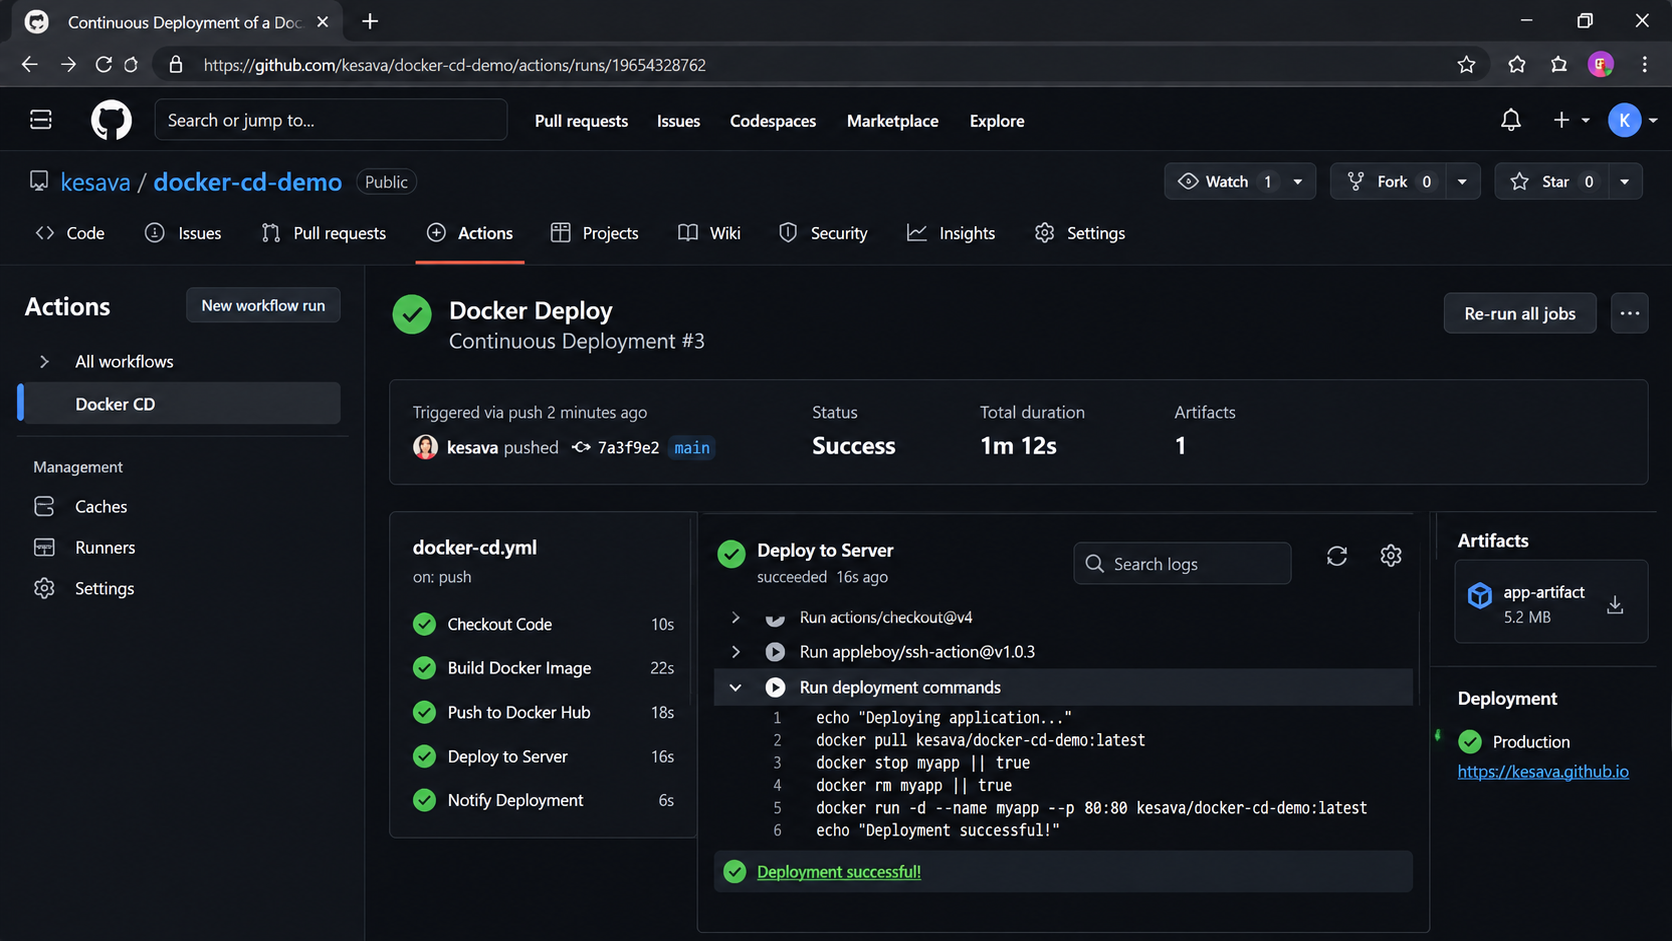 Continuous Deployment of a Doc
https://github.com/kesava/docker-cd-demo/actions/runs/19654328762
Search or jump to...
Pull requests
Issues
Codespaces
Marketplace
Explore
K
kesava / docker-cd-demo
Public
Watch 1
Fork 0
Star 0
Code
Issues
Pull requests
Actions
Projects
Wiki
Security
Insights
Settings
Actions
New workflow run
All workflows
Docker CD
Management
Caches
Runners
Settings
Docker Deploy
Continuous Deployment #3
Re-run all jobs
Triggered via push 2 minutes ago
kesava pushed 7a3f9e2 main
Status
Success
Total duration
1m 12s
Artifacts
1
docker-cd.yml
on: push
Checkout Code 10s
Build Docker Image 22s
Push to Docker Hub 18s
Deploy to Server 16s
Notify Deployment 6s
Deploy to Server
succeeded 16s ago
Search logs
Run actions/checkout@v4
Run appleboy/ssh-action@v1.0.3
Run deployment commands
1 echo "Deploying application..."
2 docker pull kesava/docker-cd-demo:latest
3 docker stop myapp || true
4 docker rm myapp || true
5 docker run -d --name myapp --p 80:80 kesava/docker-cd-demo:latest
6 echo "Deployment successful!"
Deployment successful!
Artifacts
app-artifact
5.2 MB
Deployment
Production
https://kesava.github.io